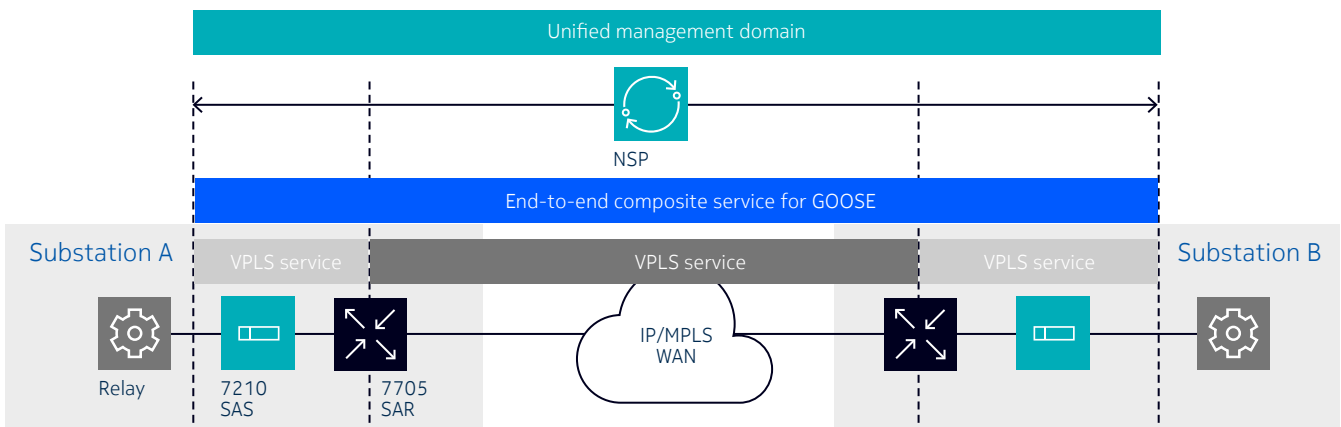 Unified management domain
NSP
End-to-end composite service for GOOSE
Substation A
VPLS service
VPLS service
VPLS service
Substation B
IP/MPLS
WAN
Relay
7210
SAS
7705
SAR